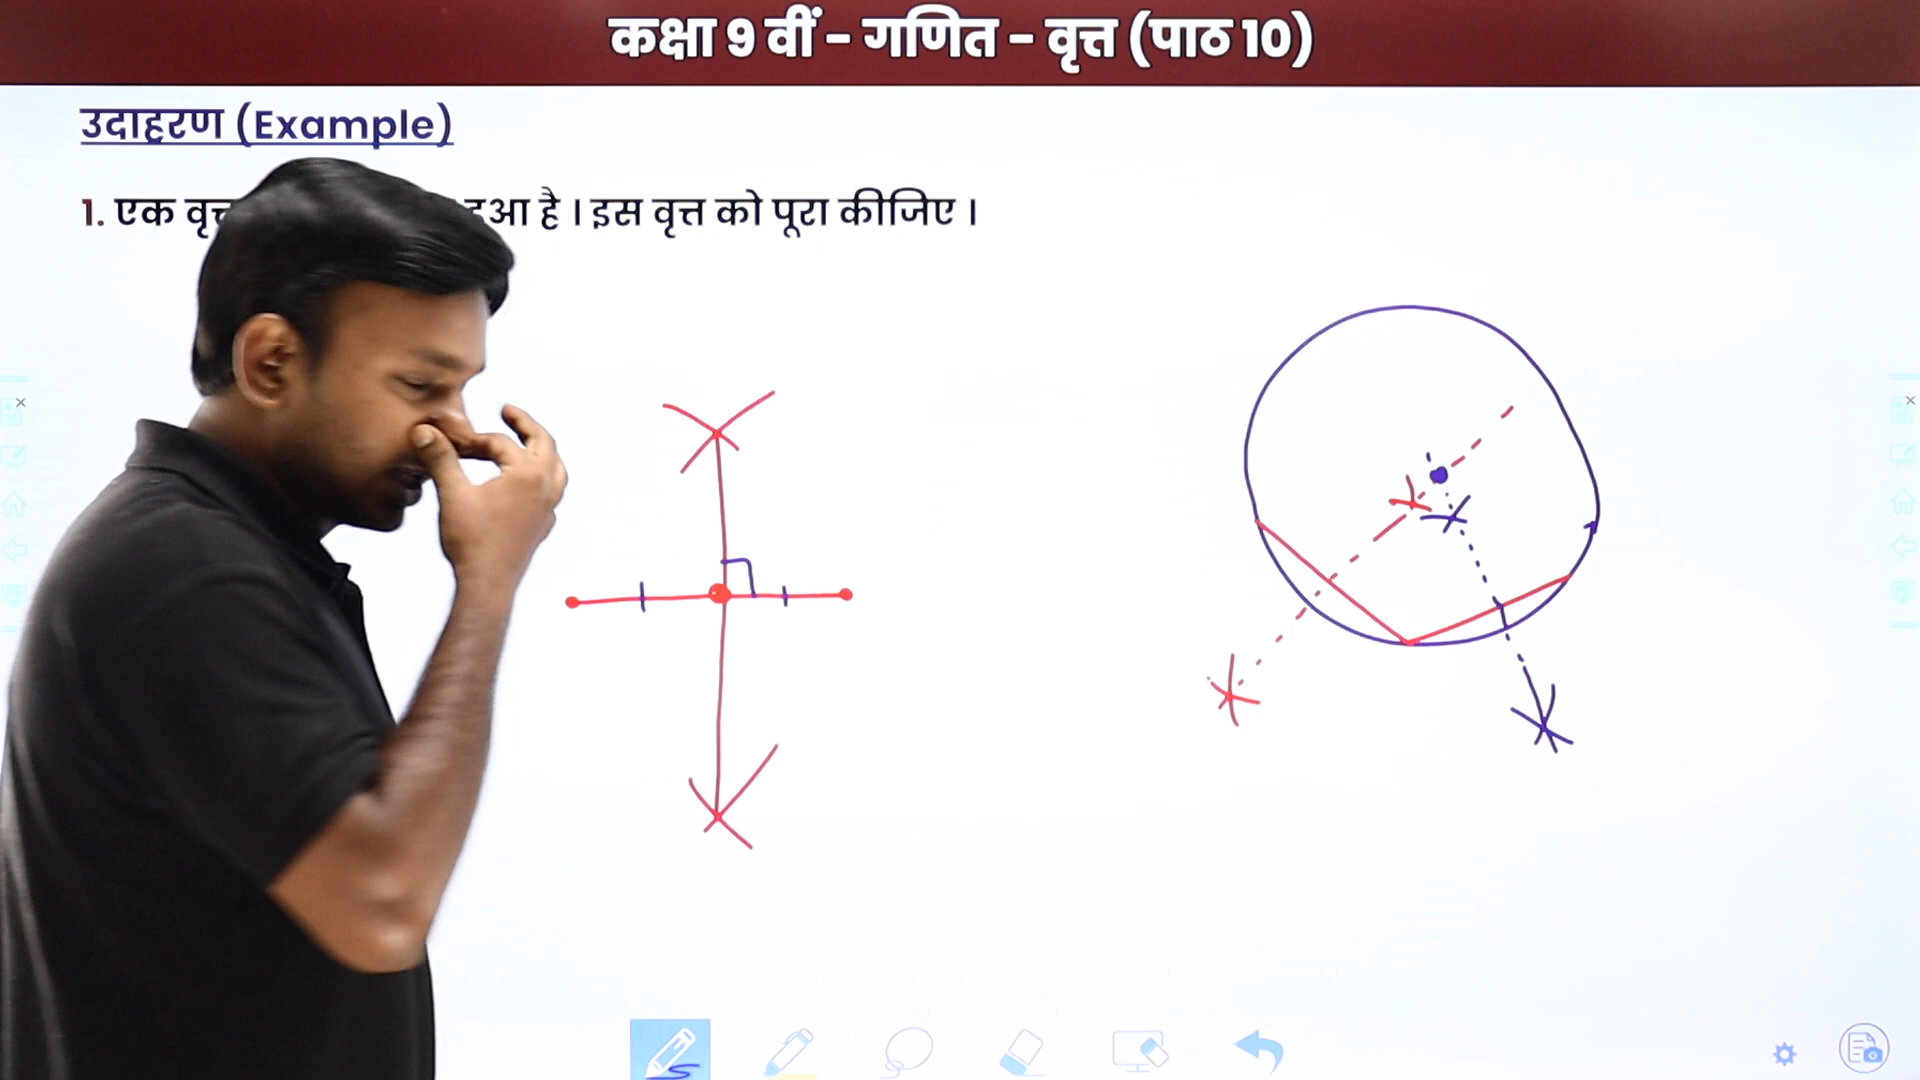 कक्षा 9 वीं - गणित - वृत्त (पाठ 10)
उदाहरण (Example)
1. एक है । इस वृत्त को पूरा कीजिए ।